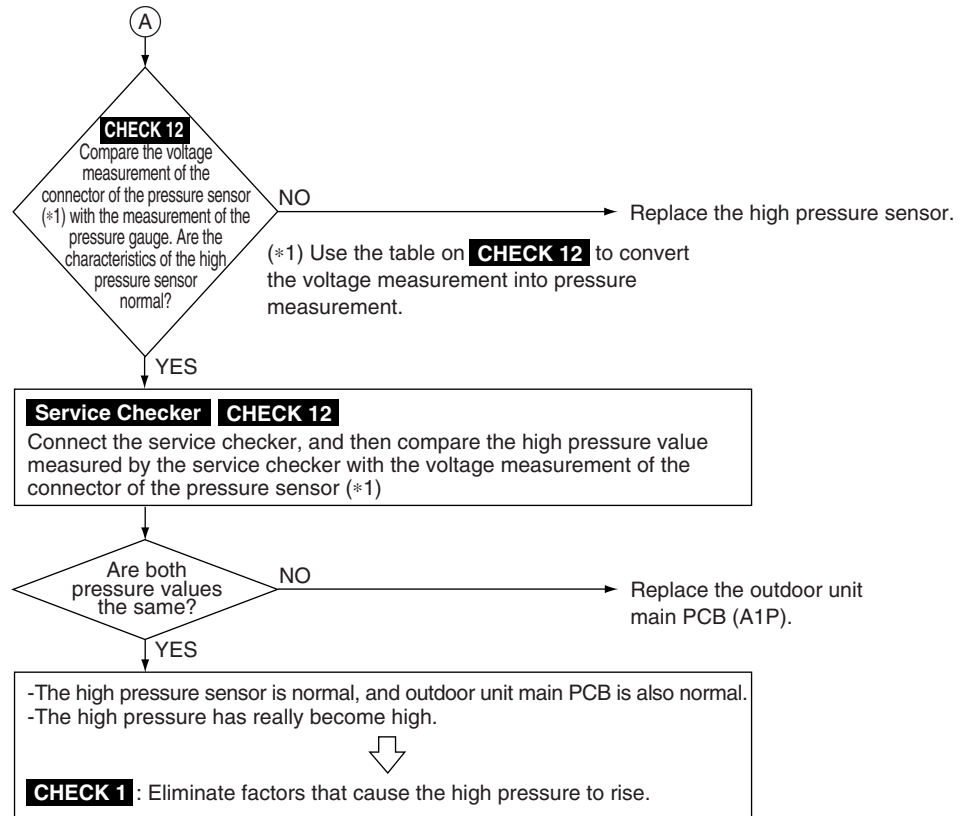 A
CHECK 12
Compare the voltage
measurement of the
connector of the pressure sensor
(*1) with the measurement of the
pressure gauge. Are the
characteristics of the high
pressure sensor
normal?
NO
Replace the high pressure sensor.
(*1) Use the table on CHECK 12 to convert
the voltage measurement into pressure
measurement.
YES
Service Checker CHECK 12
Connect the service checker, and then compare the high pressure value
measured by the service checker with the voltage measurement of the
connector of the pressure sensor (*1)
Are both
pressure values
the same?
NO
Replace the outdoor unit
main PCB (A1P).
YES
-The high pressure sensor is normal, and outdoor unit main PCB is also normal.
-The high pressure has really become high.
CHECK 1 : Eliminate factors that cause the high pressure to rise.